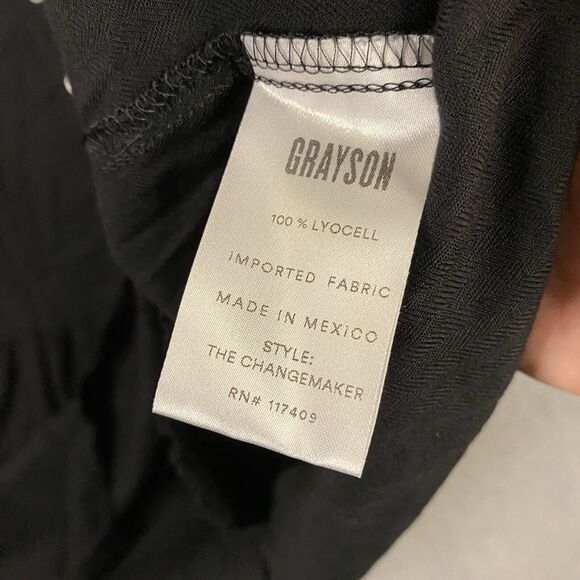 GRAYSON
100 % LYOCELL
IMPORTED FABRIC
MADE IN MEXICO
STYLE:
THE CHANGEMAKER
RN# 117409